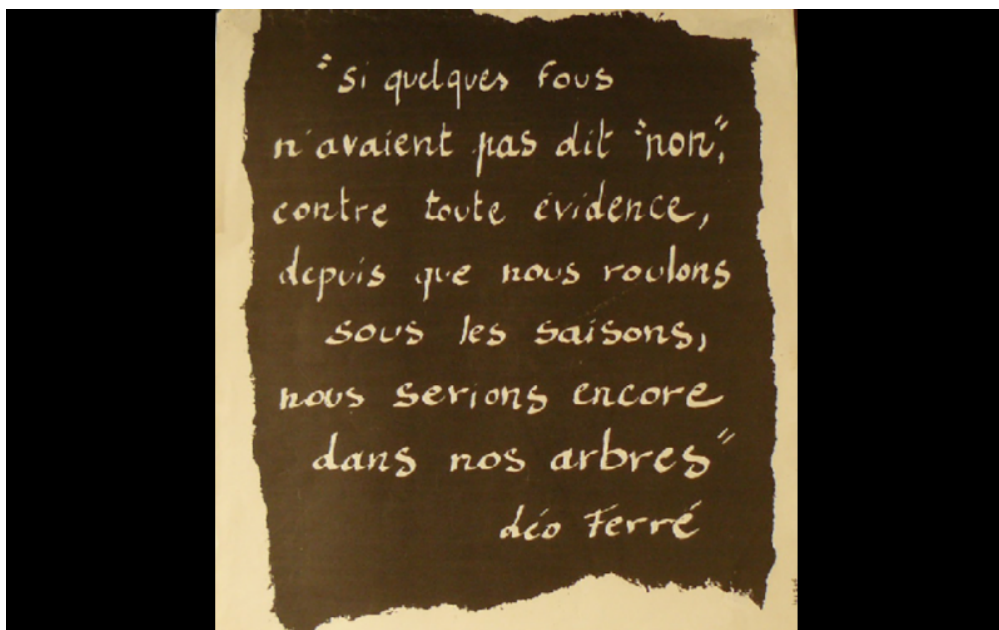 "si quelques fous
n'avaient pas dit "non",
contre toute évidence,
depuis que nous roulons
sous les saisons,
nous serions encore
dans nos arbres"
léo Ferré